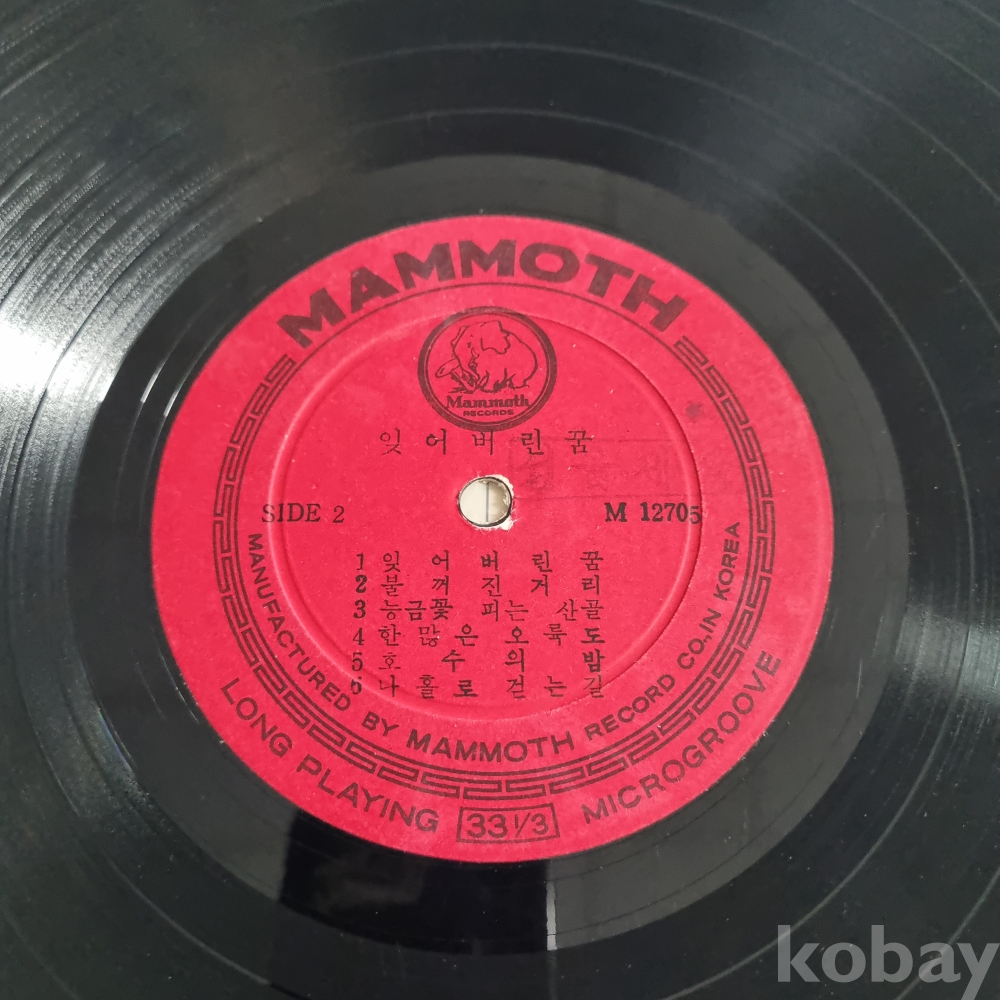 MAMMOTH
Mammoth
RECORDS
잊어버린꿈
SIDE 2
M 12705
1 잊어버린꿈
2 불꺼진거리
3 능금꽃 피는 산골
4 한많은오륙도
5 호수의밤
6 나홀로걷는길
MANUFACTURED BY MAMMOTH RECORD CO., IN KOREA
LONG PLAYING 33 1/3 MICROGROOVE
kobay